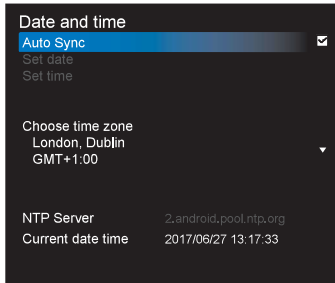 Date and time
Auto Sync
Set date
Set time
Choose time zone
London, Dublin
GMT+1:00
NTP Server 2.android.pool.ntp.org
Current date time 2017/06/27 13:17:33